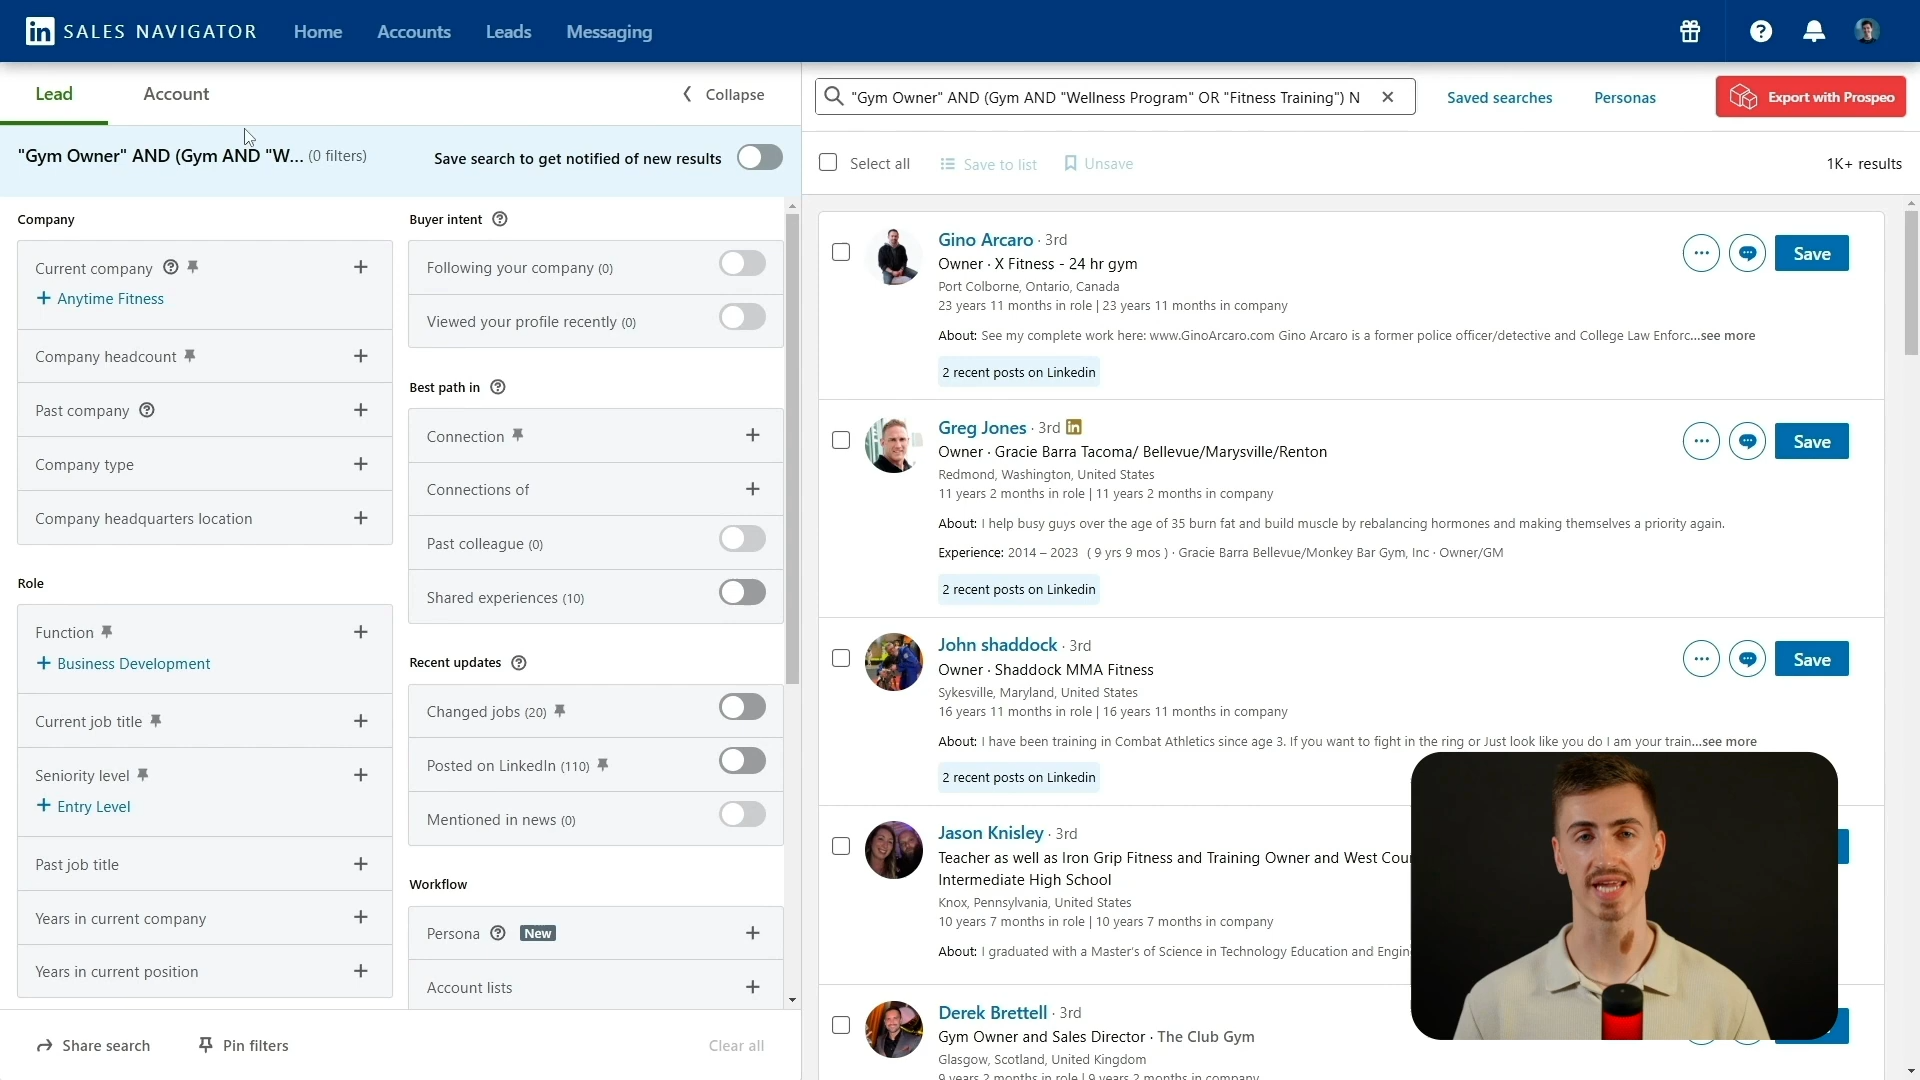 in SALES NAVIGATOR Home Accounts Leads Messaging
Lead Account Collapse
"Gym Owner" AND (Gym AND "W... (0 filters) Save search to get notified of new results
Company
Current company
+ Anytime Fitness
Company headcount
Past company
Company type
Company headquarters location
Role
Function
+ Business Development
Current job title
Seniority level
+ Entry Level
Past job title
Years in current company
Years in current position
Buyer intent
Following your company (0)
Viewed your profile recently (0)
Best path in
Connection
Connections of
Past colleague (0)
Shared experiences (10)
Recent updates
Changed jobs (20)
Posted on LinkedIn (110)
Mentioned in news (0)
Workflow
Persona New
Account lists
Share search Pin filters Clear all
"Gym Owner" AND (Gym AND "Wellness Program" OR "Fitness Training") N Saved searches Personas Export with Prospeo
Select all Save to list Unsave 1K+ results
Gino Arcaro · 3rd
Owner · X Fitness - 24 hr gym
Port Colborne, Ontario, Canada
23 years 11 months in role | 23 years 11 months in company
About: See my complete work here: www.GinoArcaro.com Gino Arcaro is a former police officer/detective and College Law Enforc...see more
2 recent posts on Linkedin
Save
Greg Jones · 3rd in
Owner · Gracie Barra Tacoma/ Bellevue/Marysville/Renton
Redmond, Washington, United States
11 years 2 months in role | 11 years 2 months in company
About: I help busy guys over the age of 35 burn fat and build muscle by rebalancing hormones and making themselves a priority again.
Experience: 2014 – 2023 ( 9 yrs 9 mos ) · Gracie Barra Bellevue/Monkey Bar Gym, Inc · Owner/GM
2 recent posts on Linkedin
Save
John shaddock · 3rd
Owner · Shaddock MMA Fitness
Sykesville, Maryland, United States
16 years 11 months in role | 16 years 11 months in company
About: I have been training in Combat Athletics since age 3. If you want to fight in the ring or Just look like you do I am your train...see more
2 recent posts on Linkedin
Save
Jason Knisley · 3rd
Teacher as well as Iron Grip Fitness and Training Owner and West Cou
Intermediate High School
Knox, Pennsylvania, United States
10 years 7 months in role | 10 years 7 months in company
About: I graduated with a Master's of Science in Technology Education and Engin
Derek Brettell · 3rd
Gym Owner and Sales Director · The Club Gym
Glasgow, Scotland, United Kingdom
9 years 2 months in role | 9 years 2 months in company